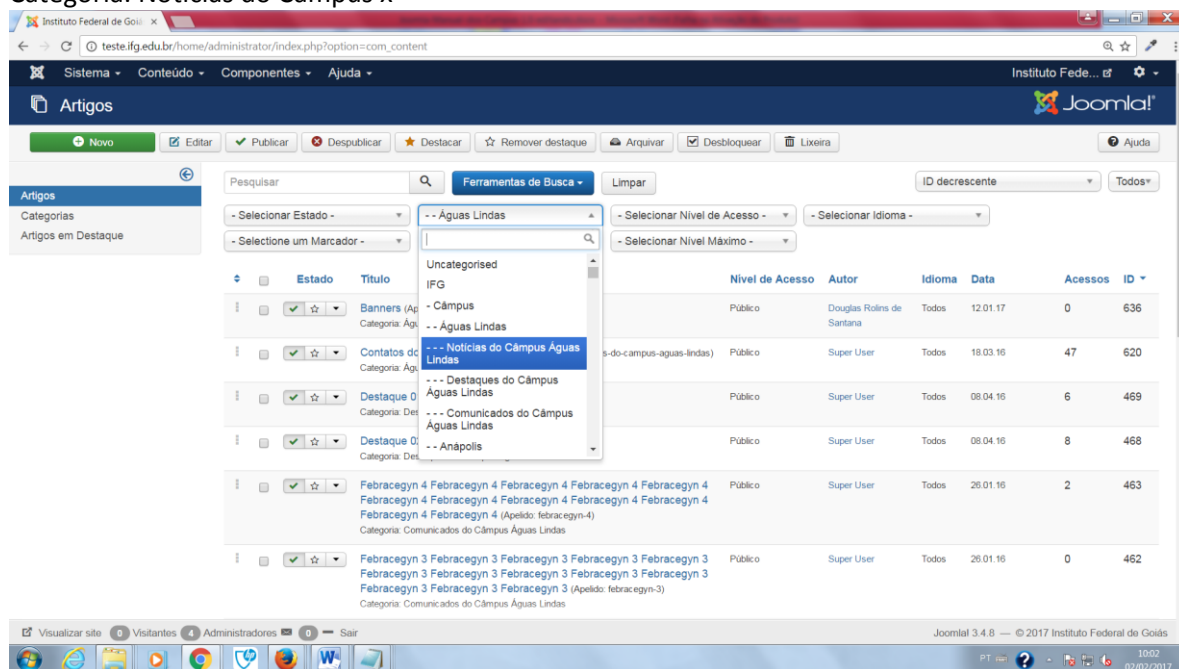 Categoria: Notícias do Câmpus x
Instituto Federal de Goiá
teste.ifg.edu.br/home/administrator/index.php?option=com_content
Sistema Conteúdo Componentes Ajuda Instituto Fede...
Artigos Joomla!
Novo Editar Publicar Despublicar Destacar Remover destaque Arquivar Desbloquear Lixeira Ajuda
Artigos
Categorias
Artigos em Destaque
Pesquisar Ferramentas de Busca Limpar ID decrescente Todos
- Selecionar Estado - - - Águas Lindas - Selecionar Nível de Acesso - - Selecionar Idioma -
- Selectione um Marcador - - Selecionar Nível Máximo -
Uncategorised
IFG
- Câmpus
- - Águas Lindas
- - - Notícias do Câmpus Águas
Lindas
- - - Destaques do Câmpus
Águas Lindas
- - - Comunicados do Câmpus
Águas Lindas
- - Anápolis
Estado Título Nível de Acesso Autor Idioma Data Acessos ID
Banners (Ap Público Douglas Rolins de Santana Todos 12.01.17 0 636
Categoria: Águ
Contatos do s-do-campus-aguas-lindas) Público Super User Todos 18.03.16 47 620
Categoria: Águ
Destaque 0 Público Super User Todos 08.04.16 6 469
Categoria: Des
Destaque 02 Público Super User Todos 08.04.16 8 468
Categoria: Des
Febracegyn 4 Febracegyn 4 Febracegyn 4 Febracegyn 4 Febracegyn 4 Público Super User Todos 26.01.16 2 463
Febracegyn 4 Febracegyn 4 Febracegyn 4 Febracegyn 4 Febracegyn 4
Febracegyn 4 Febracegyn 4 (Apelido: febracegyn-4)
Categoria: Comunicados do Câmpus Águas Lindas
Febracegyn 3 Febracegyn 3 Febracegyn 3 Febracegyn 3 Febracegyn 3 Público Super User Todos 26.01.16 0 462
Febracegyn 3 Febracegyn 3 Febracegyn 3 Febracegyn 3 Febracegyn 3
Febracegyn 3 Febracegyn 3 Febracegyn 3 (Apelido: febracegyn-3)
Categoria: Comunicados do Câmpus Águas Lindas
Visualizar site 0 Visitantes 4 Administradores 0 Sair Joomla! 3.4.8 — © 2017 Instituto Federal de Goiás
PT 10:02
02/02/2017